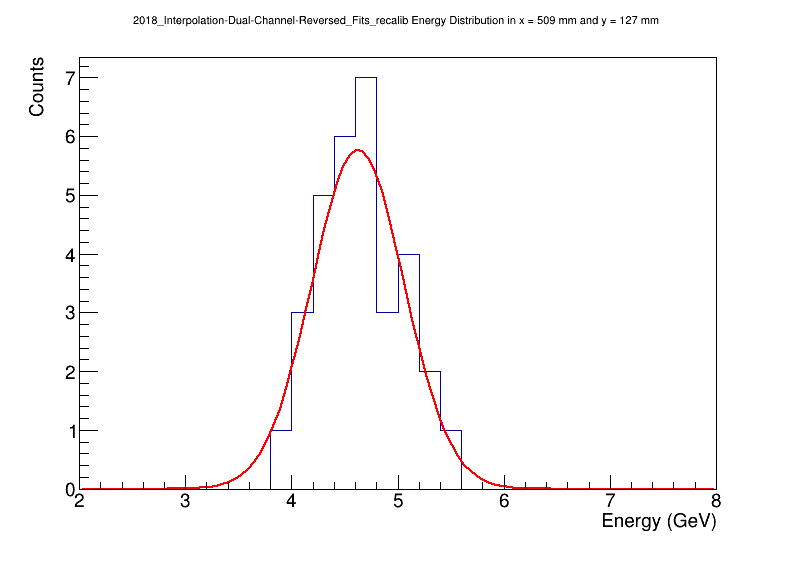 2018_Interpolation-Dual-Channel-Reversed_Fits_recalib Energy Distribution in x = 509 mm and y = 127 mm
Counts
7
6
5
4
3
2
1
0
2 3 4 5 6 7 8
Energy (GeV)